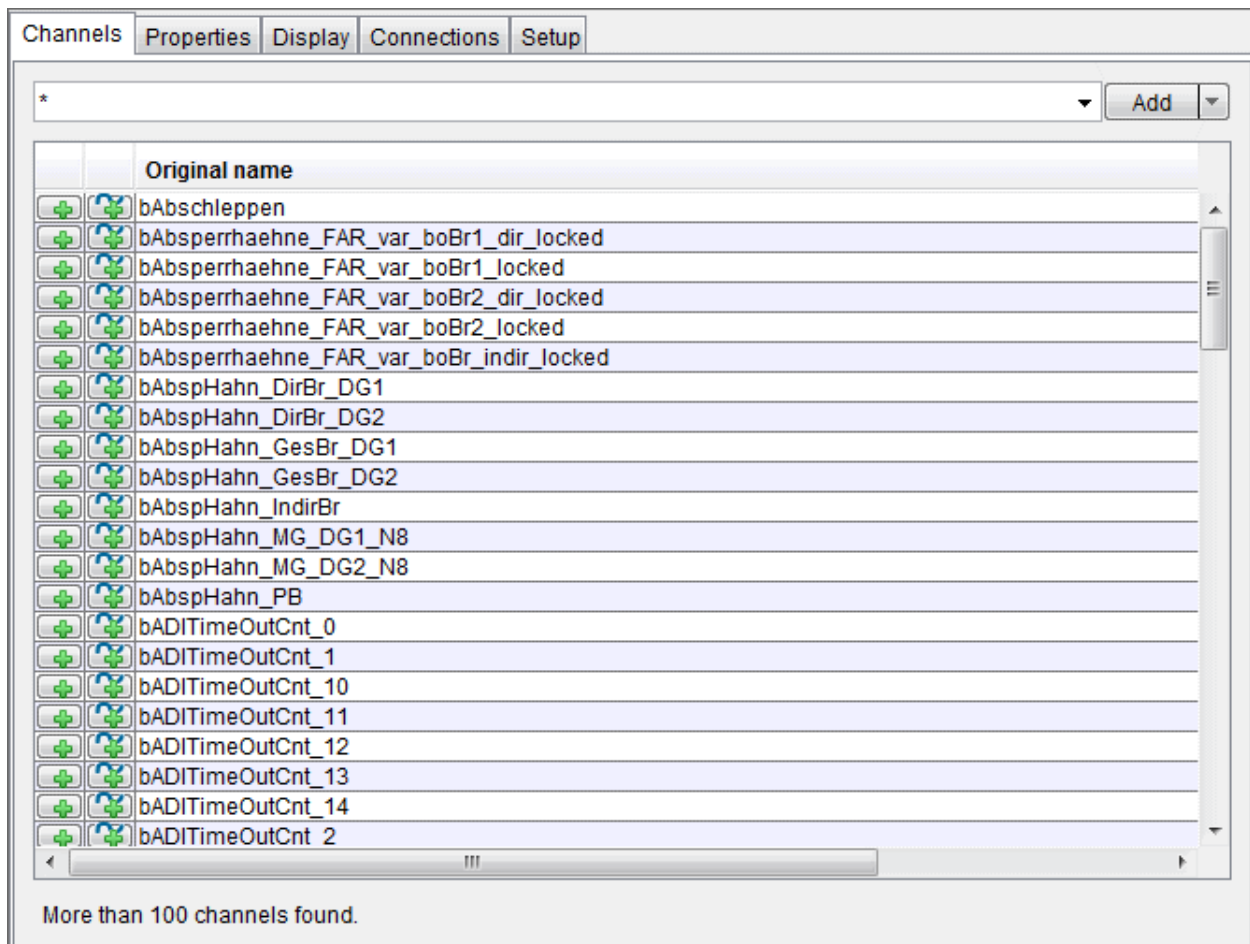 Channels Properties Display Connections Setup
* Add
Original name
bAbschleppen
bAbsperrhaehne_FAR_var_boBr1_dir_locked
bAbsperrhaehne_FAR_var_boBr1_locked
bAbsperrhaehne_FAR_var_boBr2_dir_locked
bAbsperrhaehne_FAR_var_boBr2_locked
bAbsperrhaehne_FAR_var_boBr_indir_locked
bAbspHahn_DirBr_DG1
bAbspHahn_DirBr_DG2
bAbspHahn_GesBr_DG1
bAbspHahn_GesBr_DG2
bAbspHahn_IndirBr
bAbspHahn_MG_DG1_N8
bAbspHahn_MG_DG2_N8
bAbspHahn_PB
bADITimeOutCnt_0
bADITimeOutCnt_1
bADITimeOutCnt_10
bADITimeOutCnt_11
bADITimeOutCnt_12
bADITimeOutCnt_13
bADITimeOutCnt_14
bADITimeOutCnt_2
More than 100 channels found.